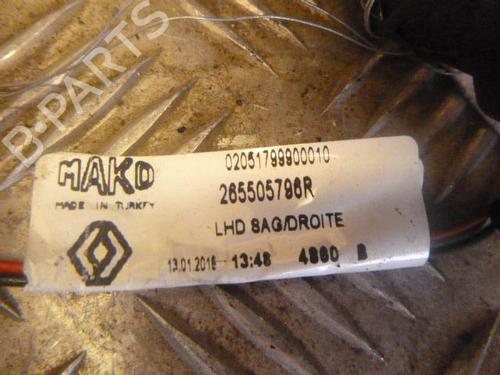 B-PARTS
MAKO
MADE IN TURKEY
02051799900010
265505796R
LHD SAG/DROITE
13.01.2016 13:48 4860 B